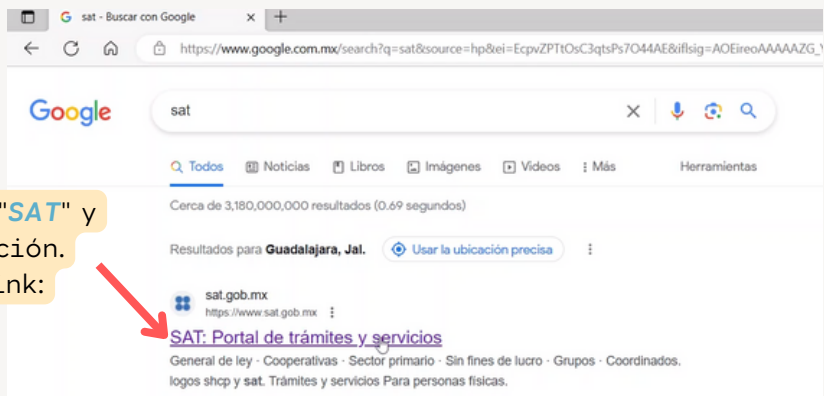 sat - Buscar con Google
https://www.google.com.mx/search?q=sat&source=hp&ei=EcpvZPTtOsC3qtsPs7O44AE&iflsig=AOEireoAAAAAZG_
Google
sat
Todos Noticias Libros Imágenes Videos Más Herramientas
Cerca de 3,180,000,000 resultados (0.69 segundos)
"SAT" y
ción.
Resultados para Guadalajara, Jal. Usar la ubicación precisa
ink:
sat.gob.mx
https://www.sat.gob.mx
SAT: Portal de trámites y servicios
General de ley · Cooperativas · Sector primario · Sin fines de lucro · Grupos · Coordinados.
logos shcp y sat. Trámites y servicios Para personas físicas.